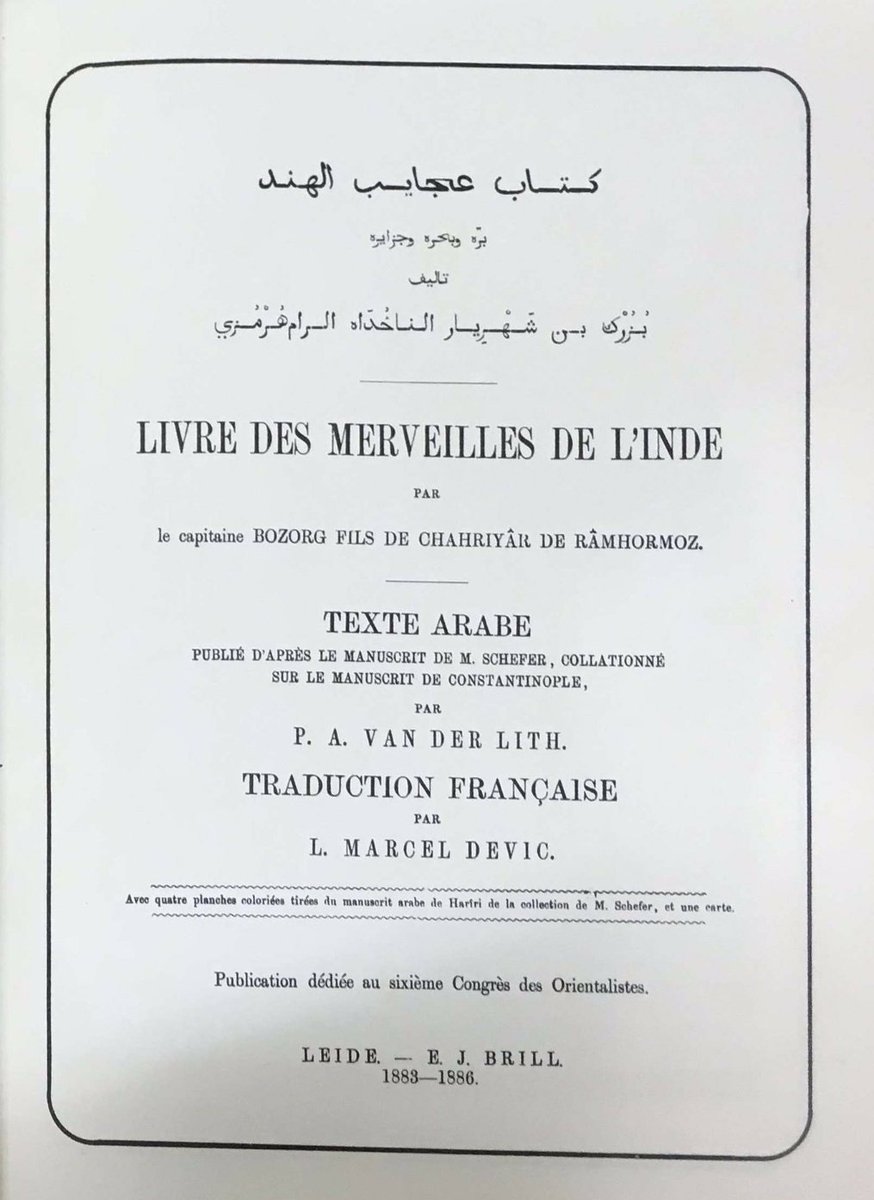 كتاب عجايب الهند
برّه وبحره وجزايره
تاليف
بُزُرْك بن شَهْرِيار الناخُذَاه الرام هُرْمُزي
LIVRE DES MERVEILLES DE L'INDE
PAR
le capitaine BOZORG FILS DE CHAHRIYÂR DE RÂMHORMOZ.
TEXTE ARABE
PUBLIÉ D'APRÈS LE MANUSCRIT DE M. SCHEFER, COLLATIONNÉ
SUR LE MANUSCRIT DE CONSTANTINOPLE,
PAR
P. A. VAN DER LITH.
TRADUCTION FRANÇAISE
PAR
L. MARCEL DEVIC.
Avec quatre planches coloriées tirées du manuscrit arabe de Harîri de la collection de M. Schefer, et une carte.
Publication dédiée au sixième Congrès des Orientalistes.
LEIDE. — E. J. BRILL.
1883—1886.